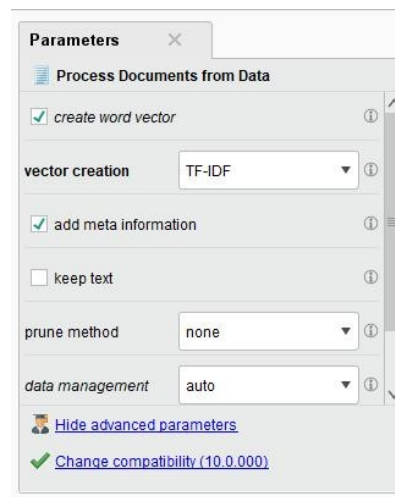 Parameters
Process Documents from Data
create word vector
vector creation TF-IDF
add meta information
keep text
prune method none
data management auto
Hide advanced parameters
Change compatibility (10.0.000)